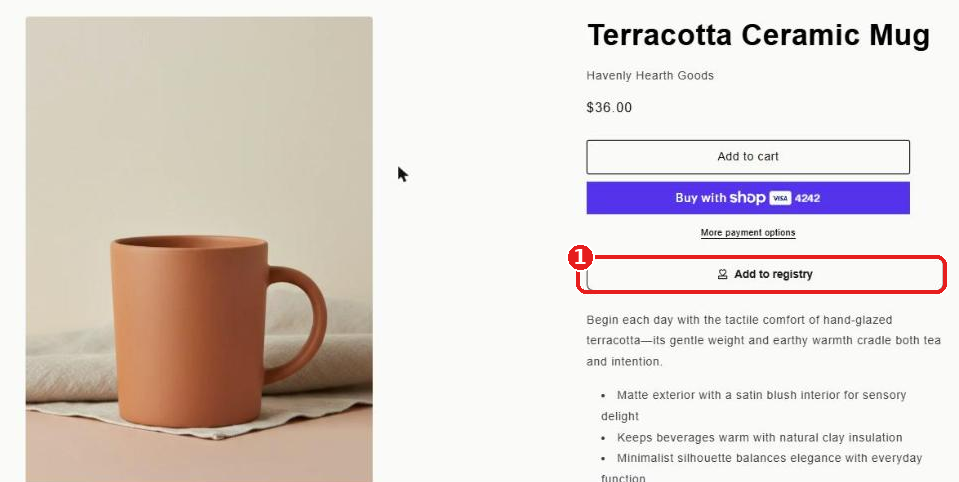 Terracotta Ceramic Mug
Havenly Hearth Goods
$36.00
Add to cart
Buy with shop VISA 4242
More payment options
1
Add to registry
Begin each day with the tactile comfort of hand-glazed
terracotta—its gentle weight and earthy warmth cradle both tea
and intention.
• Matte exterior with a satin blush interior for sensory
delight
• Keeps beverages warm with natural clay insulation
• Minimalist silhouette balances elegance with everyday
function